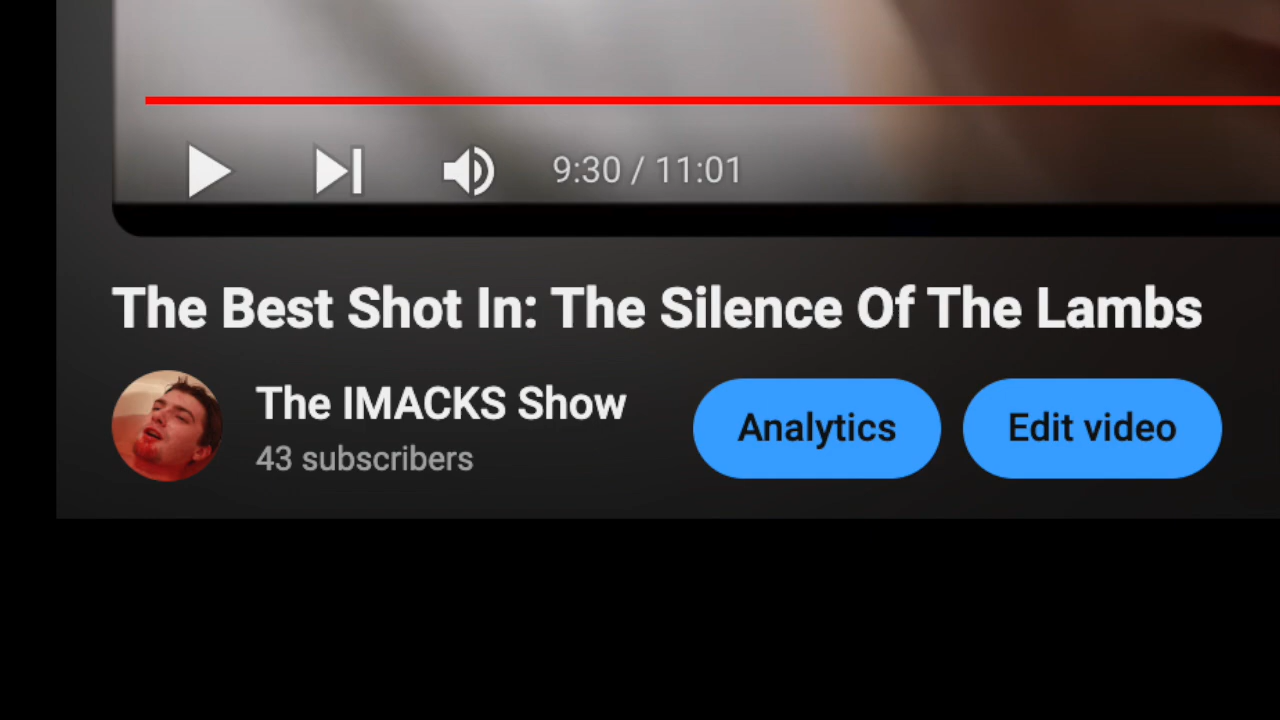 9:30 / 11:01
The Best Shot In: The Silence Of The Lambs
The IMACKS Show
43 subscribers
Analytics
Edit video